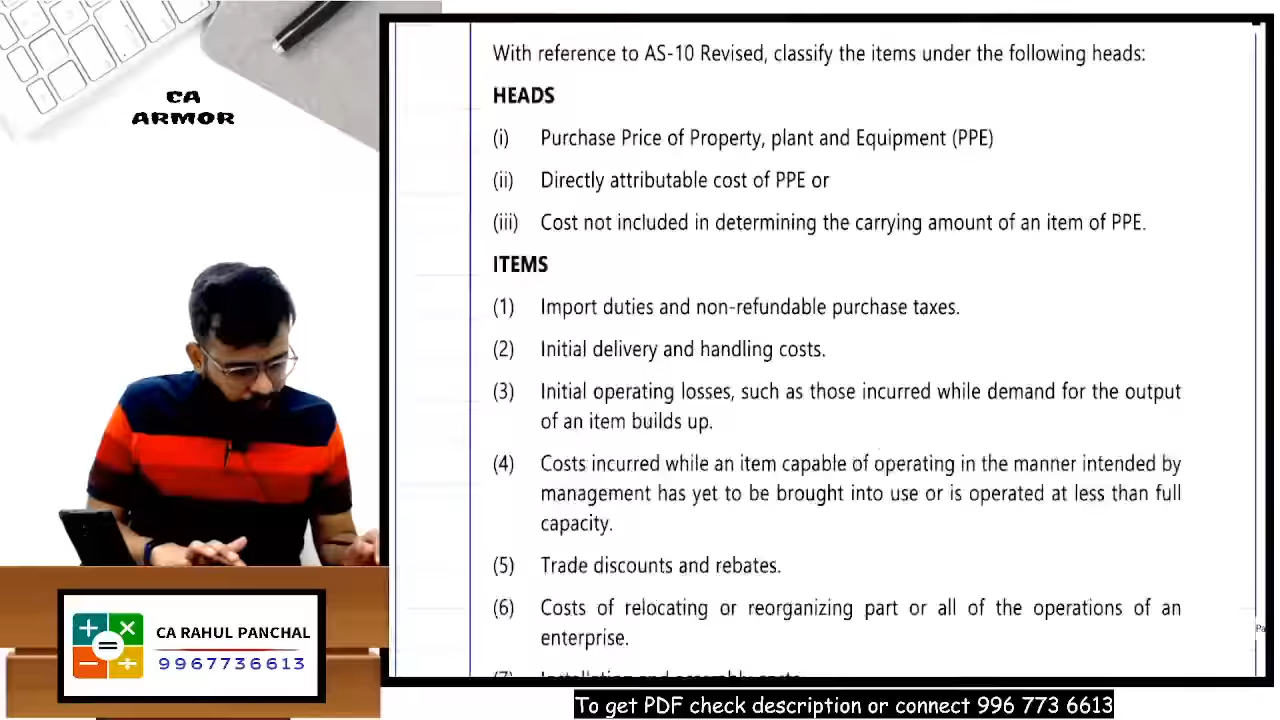 CA
ARMOR
With reference to AS-10 Revised, classify the items under the following heads:
HEADS
(i) Purchase Price of Property, plant and Equipment (PPE)
(ii) Directly attributable cost of PPE or
(iii) Cost not included in determining the carrying amount of an item of PPE.
ITEMS
(1) Import duties and non-refundable purchase taxes.
(2) Initial delivery and handling costs.
(3) Initial operating losses, such as those incurred while demand for the output
of an item builds up.
(4) Costs incurred while an item capable of operating in the manner intended by
management has yet to be brought into use or is operated at less than full
capacity.
(5) Trade discounts and rebates.
(6) Costs of relocating or reorganizing part or all of the operations of an
enterprise.
CA RAHUL PANCHAL
9967736613
To get PDF check description or connect 996 773 6613